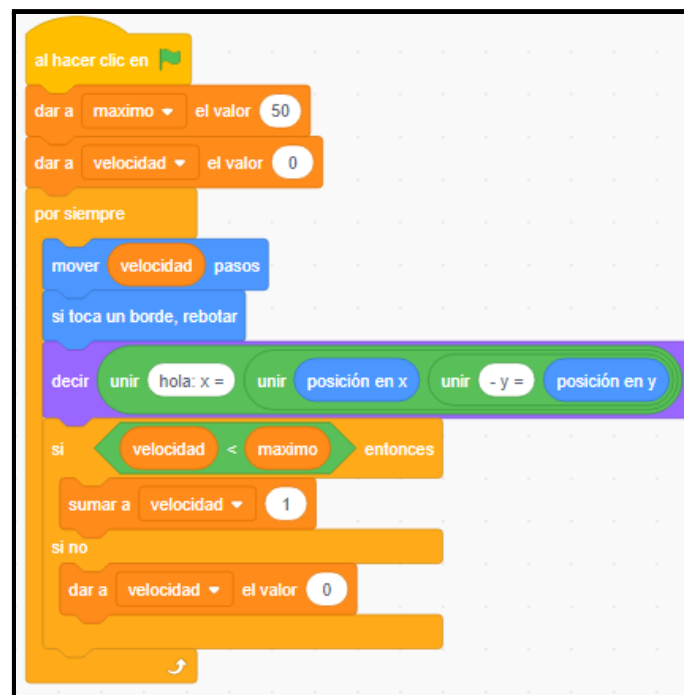 al hacer clic en
dar a maximo el valor 50
dar a velocidad el valor 0
por siempre
mover velocidad pasos
si toca un borde, rebotar
decir unir hola: x = unir posición en x unir - y = posición en y
si velocidad < maximo entonces
sumar a velocidad 1
si no
dar a velocidad el valor 0